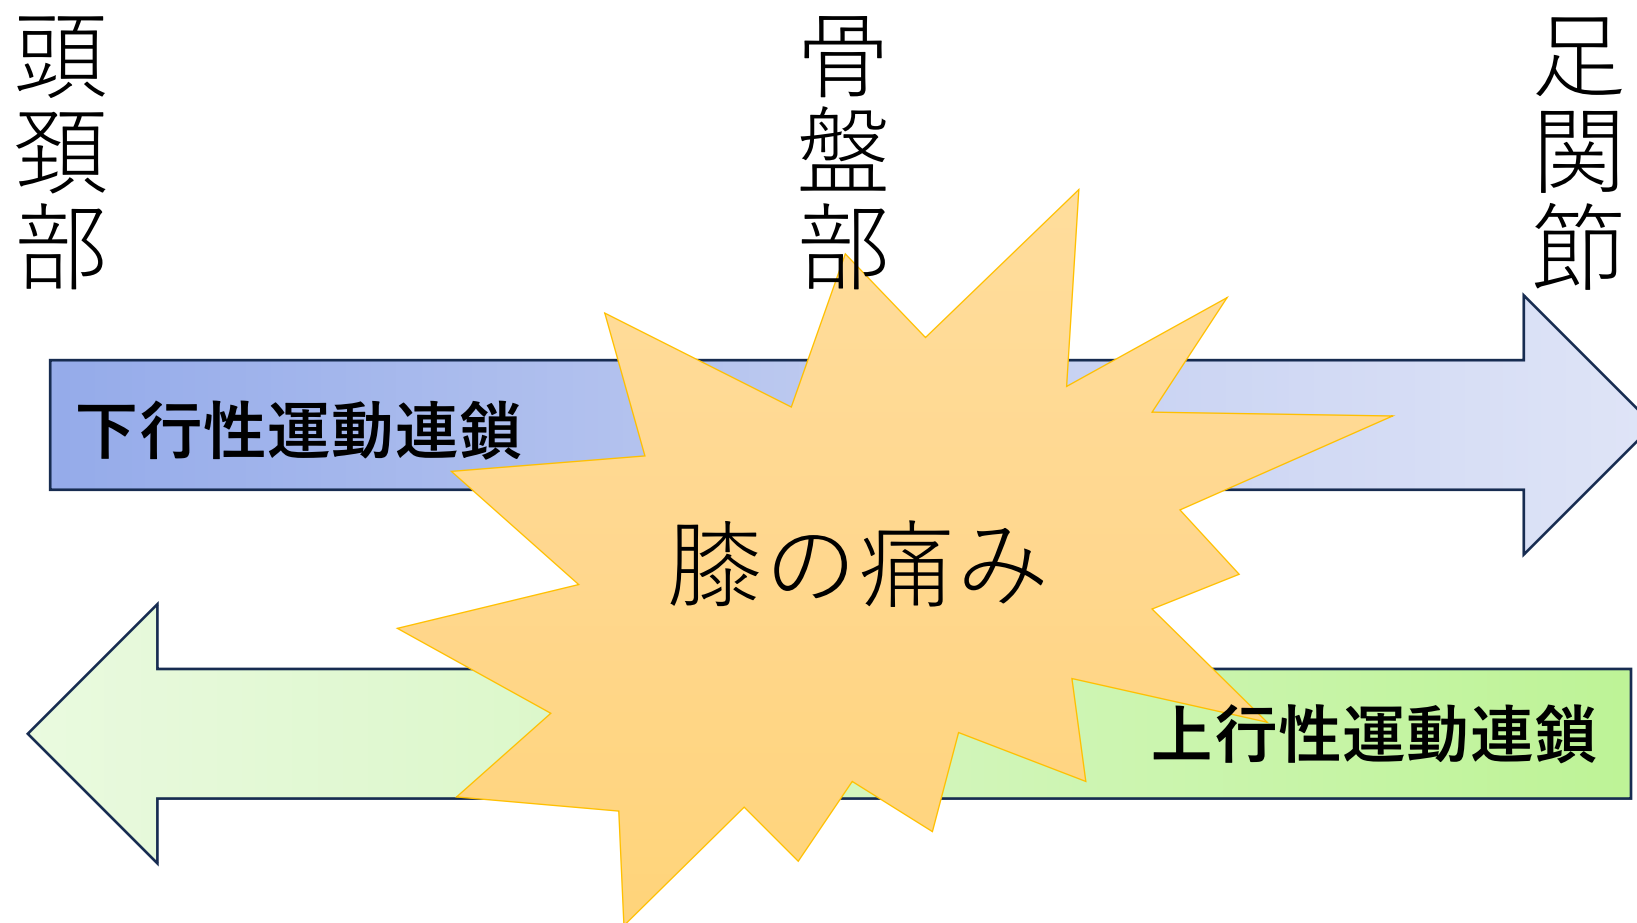 頭頚部
骨盤部
足関節
下行性運動連鎖
膝の痛み
上行性運動連鎖